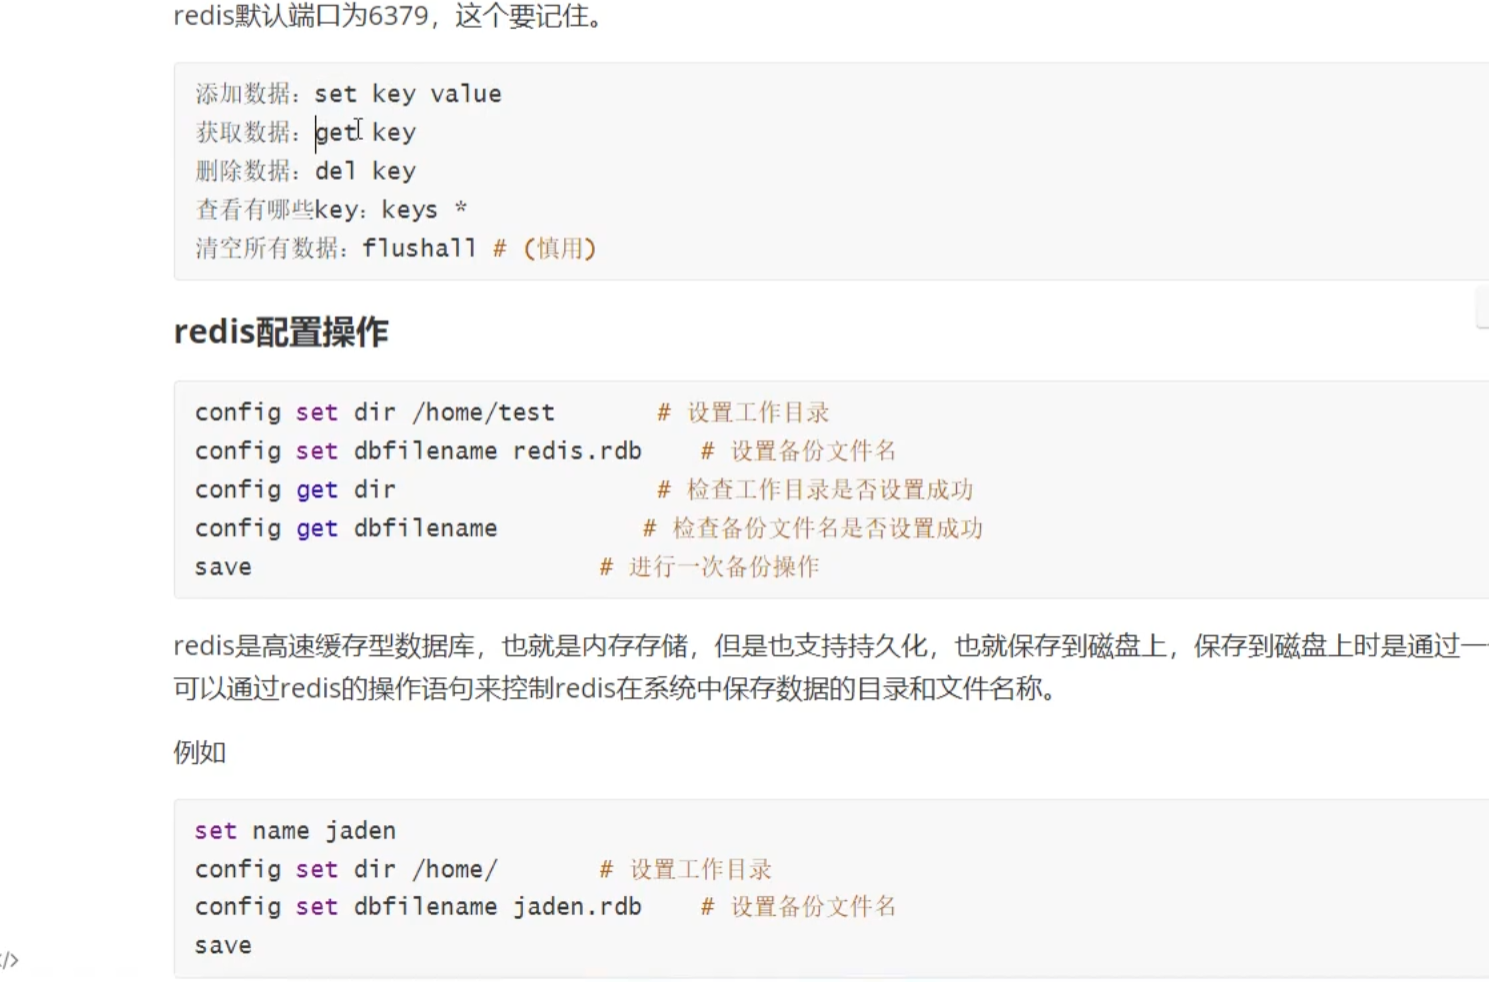 redis默认端口为6379，这个要记住。
添加数据：set key value
获取数据：get key
删除数据：del key
查看有哪些key：keys *
清空所有数据：flushall # (慎用)
redis配置操作
config set dir /home/test # 设置工作目录
config set dbfilename redis.rdb # 设置备份文件名
config get dir # 检查工作目录是否设置成功
config get dbfilename # 检查备份文件名是否设置成功
save # 进行一次备份操作
redis是高速缓存型数据库，也就是内存存储，但是也支持持久化，也就保存到磁盘上，保存到磁盘上时是通过一
可以通过redis的操作语句来控制redis在系统中保存数据的目录和文件名称。
例如
set name jaden
config set dir /home/ # 设置工作目录
config set dbfilename jaden.rdb # 设置备份文件名
save
/>